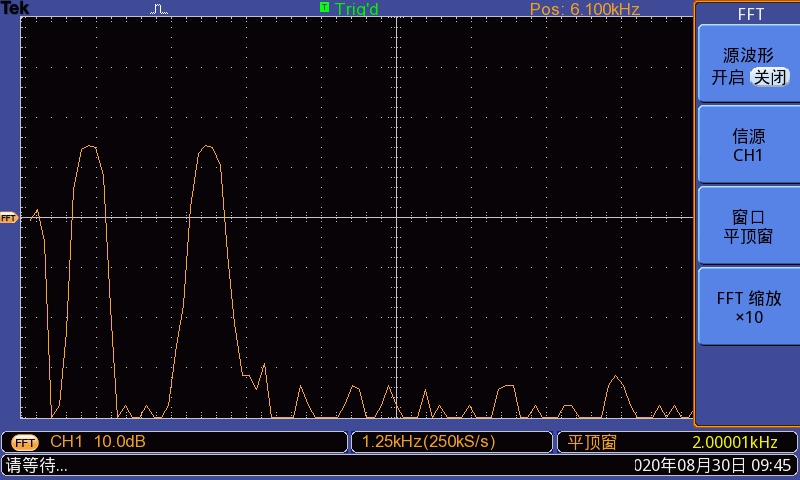 Tek
T Trig'd
Pos: 6.100kHz
FFT
源波形
开启 关闭
信源
CH1
窗口
平顶窗
FFT 缩放
×10
FFT
FFT CH1 10.0dB
1.25kHz(250kS/s)
平顶窗 2.00001kHz
请等待...
020年08月30日 09:45